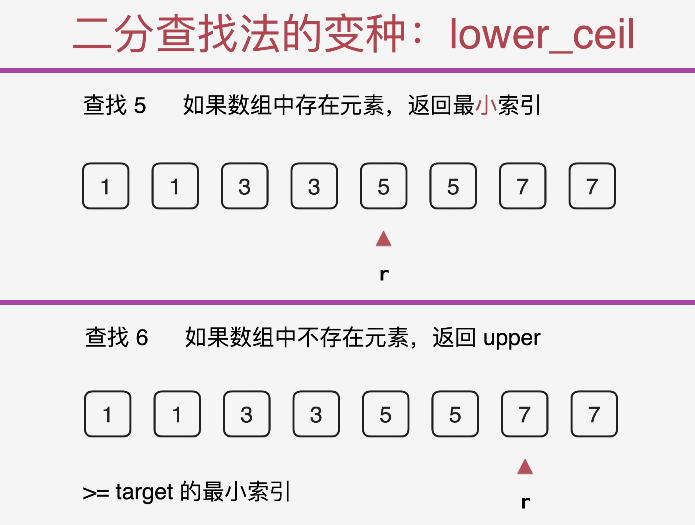 二分查找法的变种：lower_ceil
查找 5 如果数组中存在元素，返回最小索引
1 1 3 3 5 5 7 7
r
查找 6 如果数组中不存在元素，返回 upper
1 1 3 3 5 5 7 7
>= target 的最小索引
r